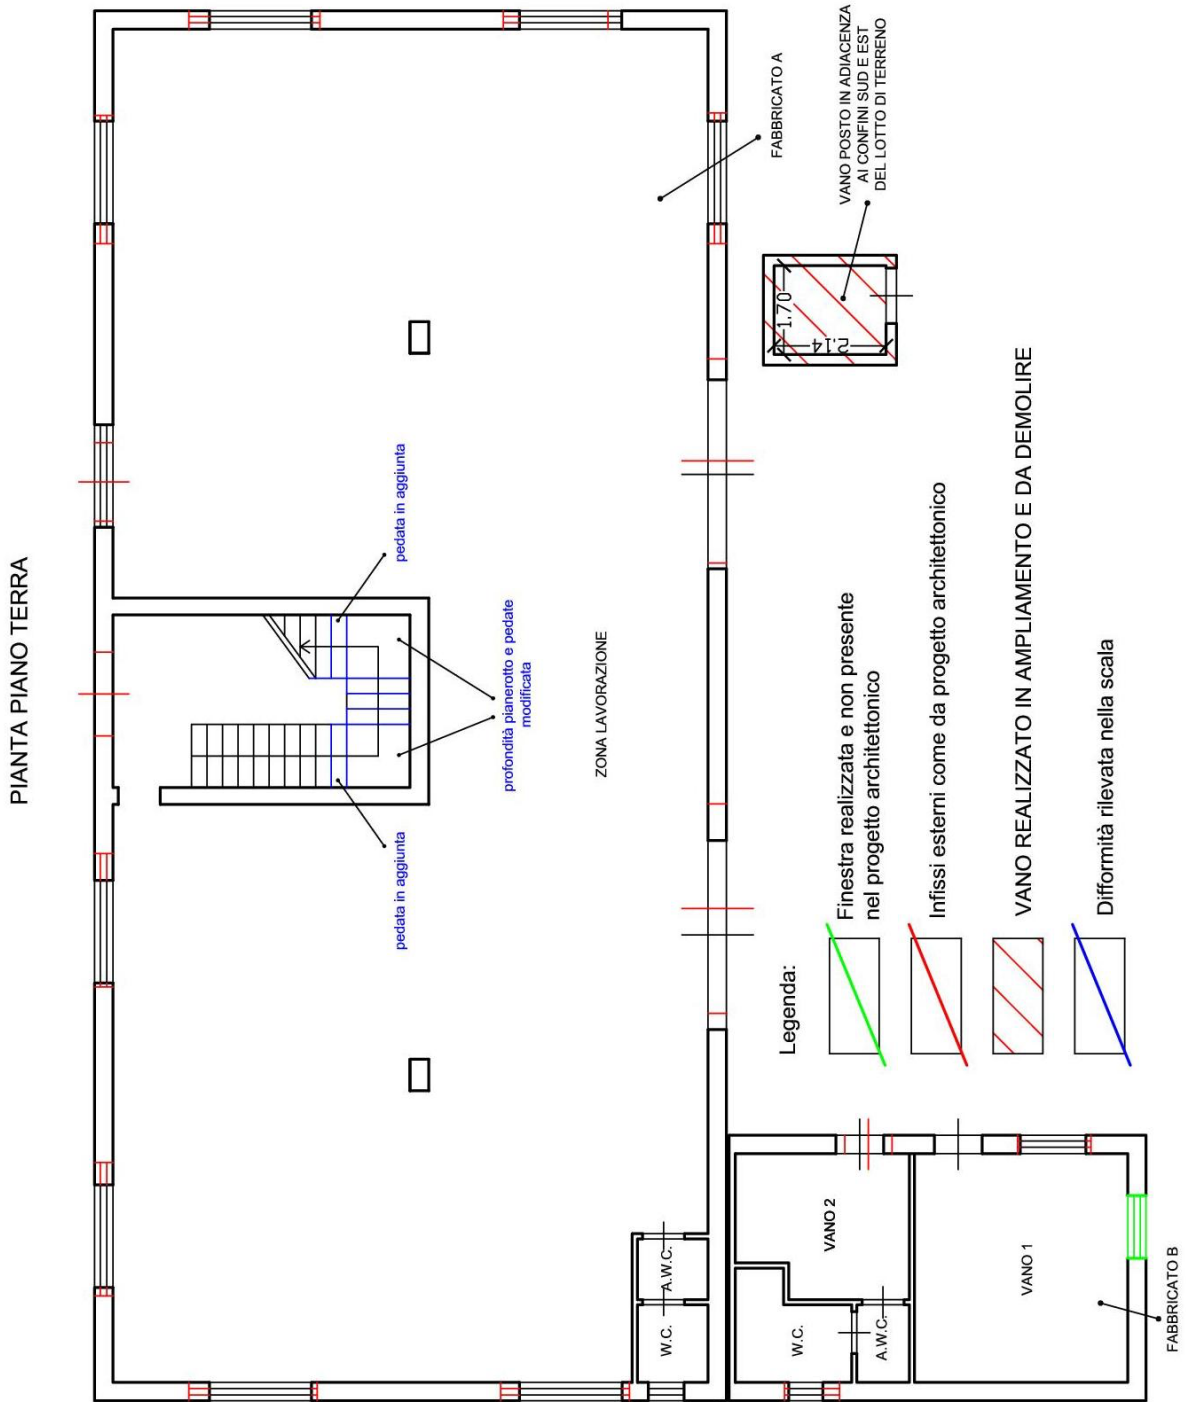 PIANTA PIANO TERRA
pedata in aggiunta
profondità pianerotto e pedate
modificata
pedata in aggiunta
ZONA LAVORAZIONE
FABBRICATO A
VANO POSTO IN ADIACENZA
AI CONFINI SUD E EST
DEL LOTTO DI TERRENO
1.70
2.14
W.C.
A.W.C.
W.C.
A.W.C.
VANO 2
VANO 1
FABBRICATO B
Legenda:
Finestra realizzata e non presente
nel progetto architettonico
Infissi esterni come da progetto architettonico
VANO REALIZZATO IN AMPLIAMENTO E DA DEMOLIRE
Difformità rilevata nella scala